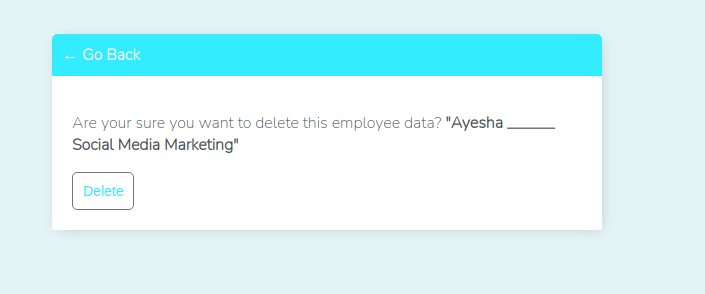 ← Go Back
Are your sure you want to delete this employee data? "Ayesha ______
Social Media Marketing"
Delete